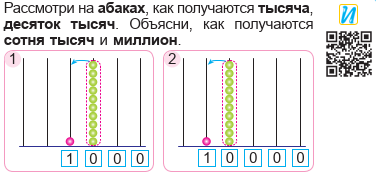 Рассмотри на абаках, как получаются тысяча,
десяток тысяч. Объясни, как получаются
сотня тысяч и миллион.
И
1
1 0 0 0
2
1 0 0 0 0